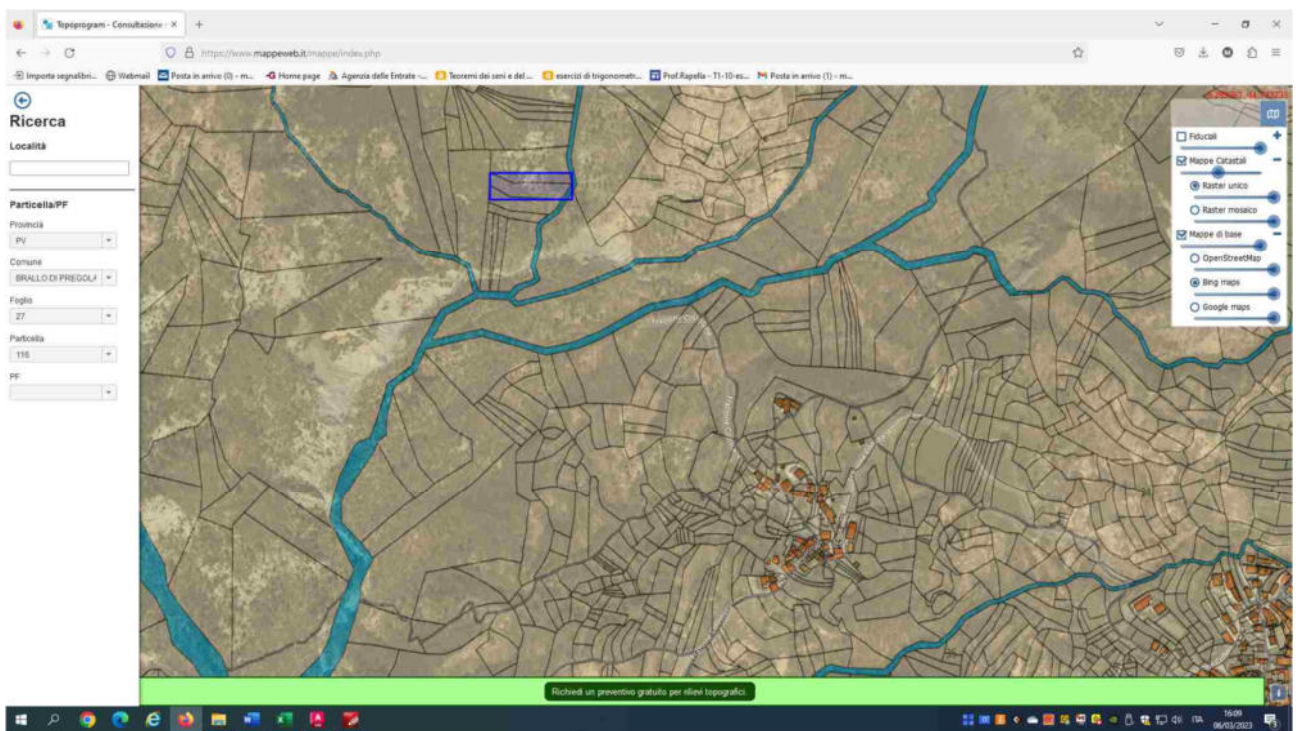 Topoprogram - Consultazione
https://www.mappeweb.it/mappe/index.php
Importa segnalibri...
Webmail
Posta in arrivo (0) - m...
Home page
Agenzia delle Entrate -...
Teoremi dei seni e del ...
esercizi di trigonometr...
Prof.Rapella - T1-10-es...
Posta in arrivo (1) - m...
Ricerca
Località
Particella/PF
Provincia
PV
Comune
BRALLO DI PREGOLA
Foglio
27
Particella
PF
Fiduciali
Mappe Catastali
Raster unico
Raster mosaico
Mappe di base
OpenStreetMap
Bing maps
Google maps
Richiedi un preventivo gratuito per rilievi topografici.
ITA
16:09
06/03/2023